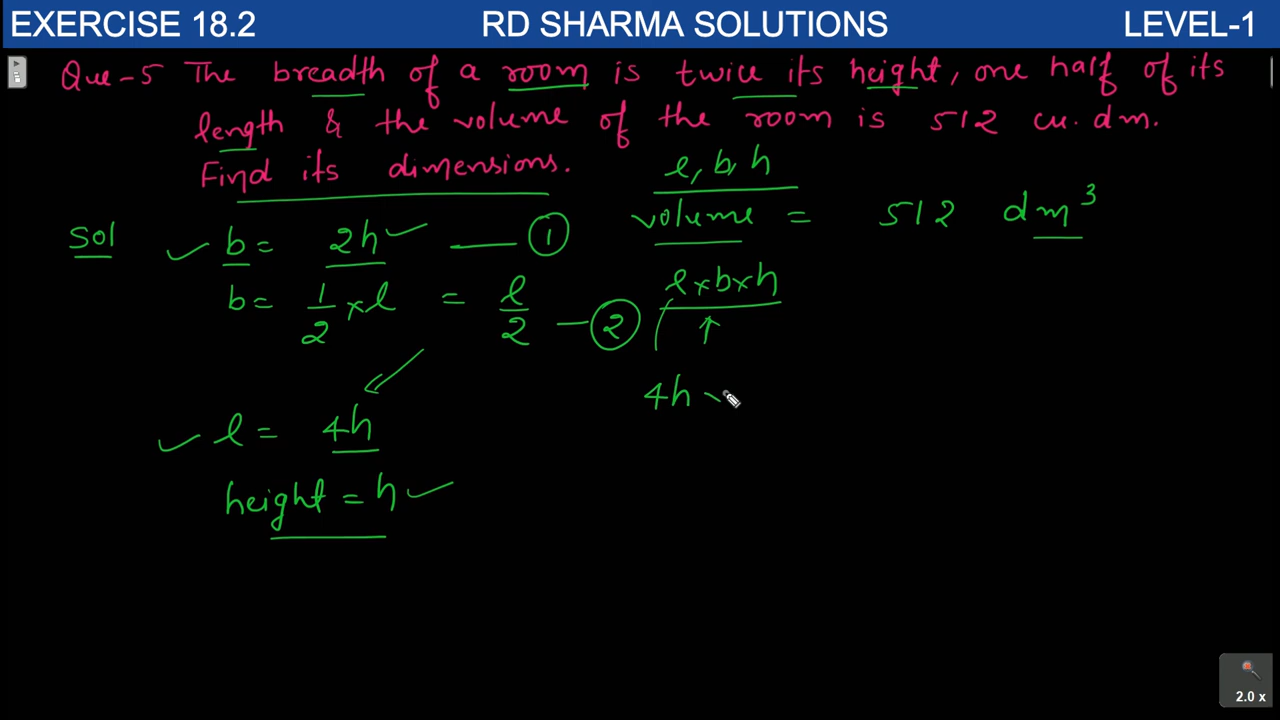 EXERCISE 18.2 RD SHARMA SOLUTIONS LEVEL-1
Que-5 The breadth of a room is twice its height, one half of its
length & the volume of the room is 512 cu. dm.
Find its dimensions.
l, b, h
Sol b = 2h — 1
volume = 512 dm³
b = 1/2 × l = l/2 — 2
l × b × h
↑
4h
l = 4h
height = h
2.0 x